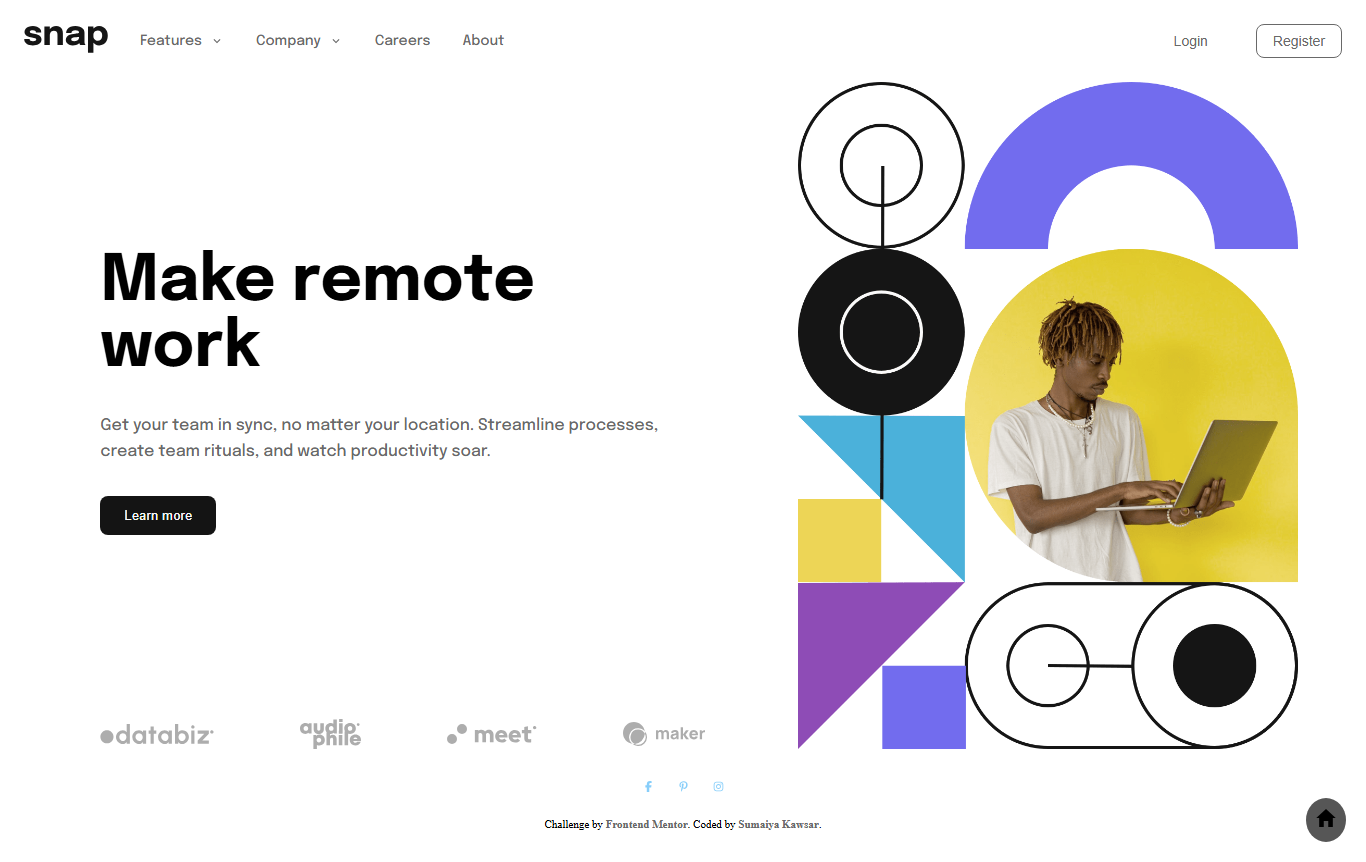 snap
Features
Company
Careers
About
Login
Register
Make remote
work
Get your team in sync, no matter your location. Streamline processes,
create team rituals, and watch productivity soar.
Learn more
databiz
audio
phile
meet
maker
Challenge by Frontend Mentor. Coded by Sumaiya Kawsar.